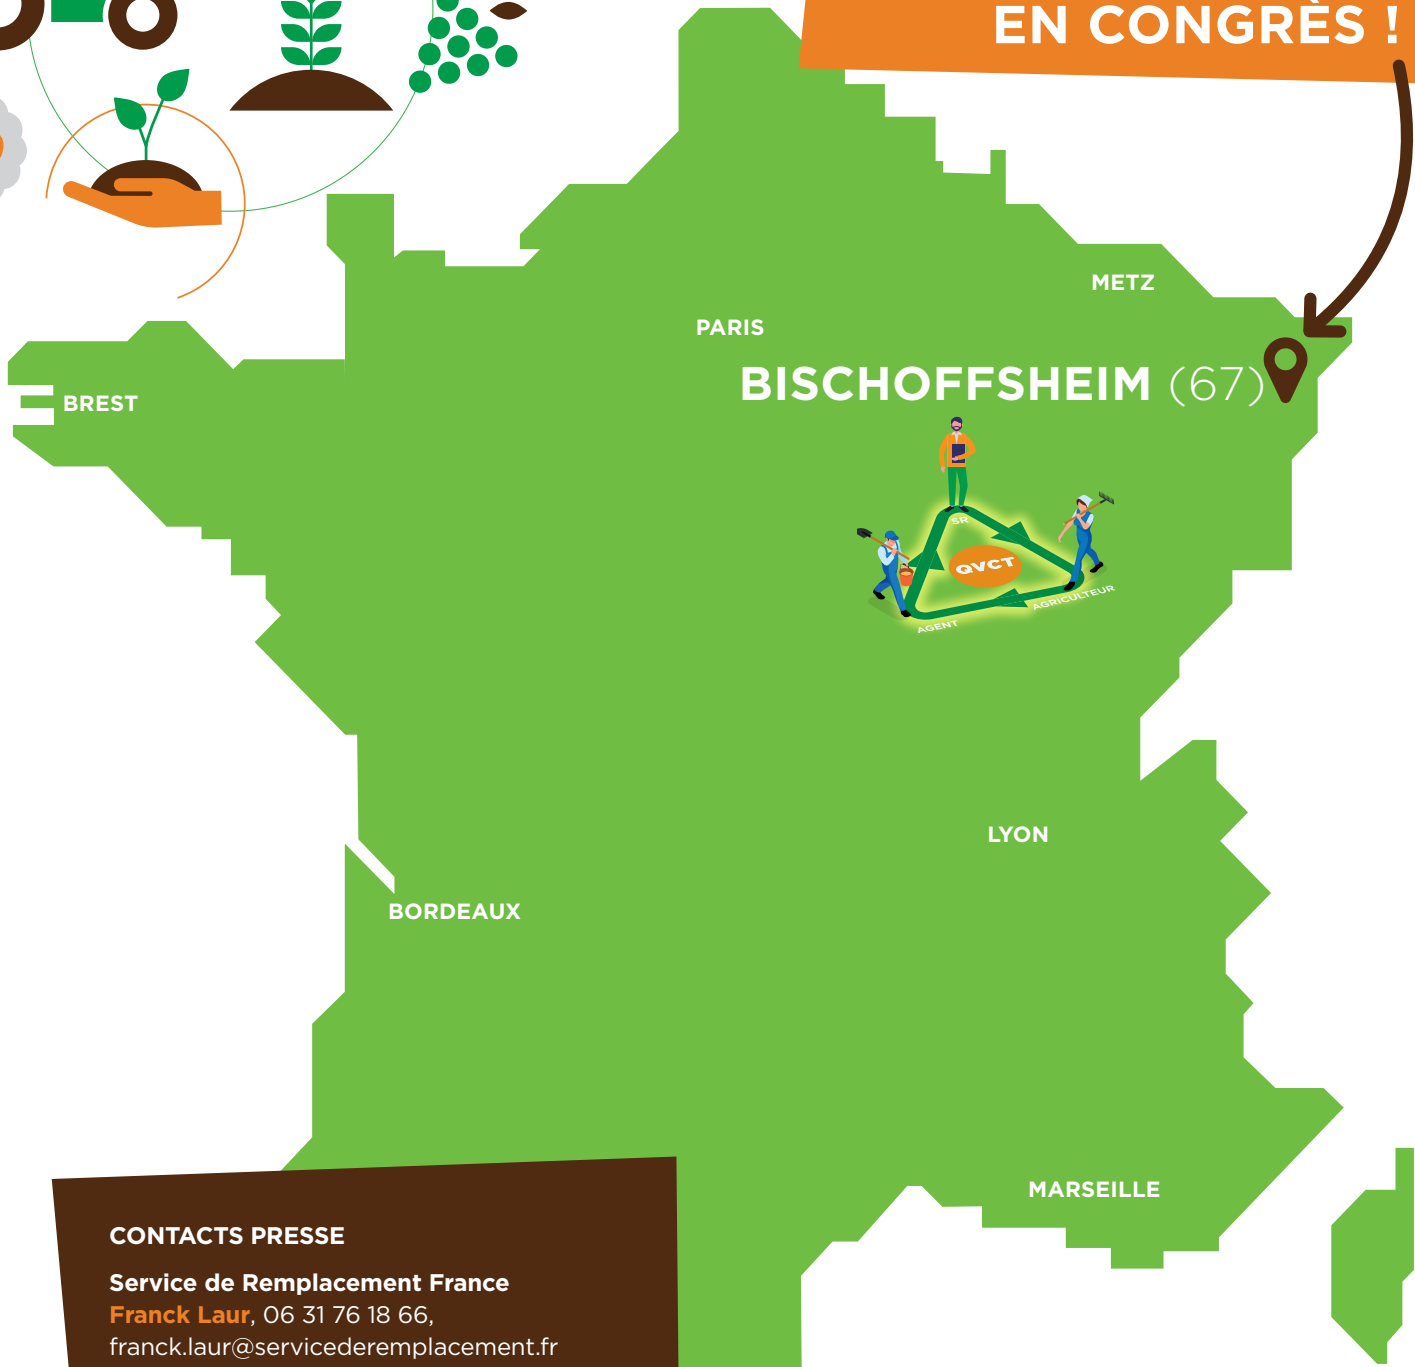 EN CONGRÈS !
METZ
PARIS
BISCHOFFSHEIM (67)
BREST
SR
QVCT
AGRICULTEUR
AGENT
LYON
BORDEAUX
MARSEILLE
CONTACTS PRESSE
Service de Remplacement France
Franck Laur, 06 31 76 18 66,
franck.laur@servicederemplacement.fr